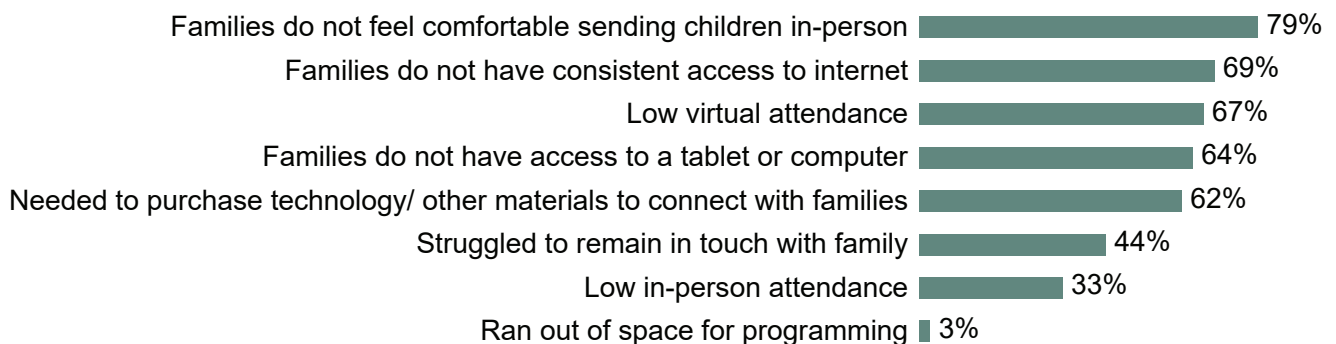 Families do not feel comfortable sending children in-person 79%
Families do not have consistent access to internet 69%
Low virtual attendance 67%
Families do not have access to a tablet or computer 64%
Needed to purchase technology/ other materials to connect with families 62%
Struggled to remain in touch with family 44%
Low in-person attendance 33%
Ran out of space for programming 3%